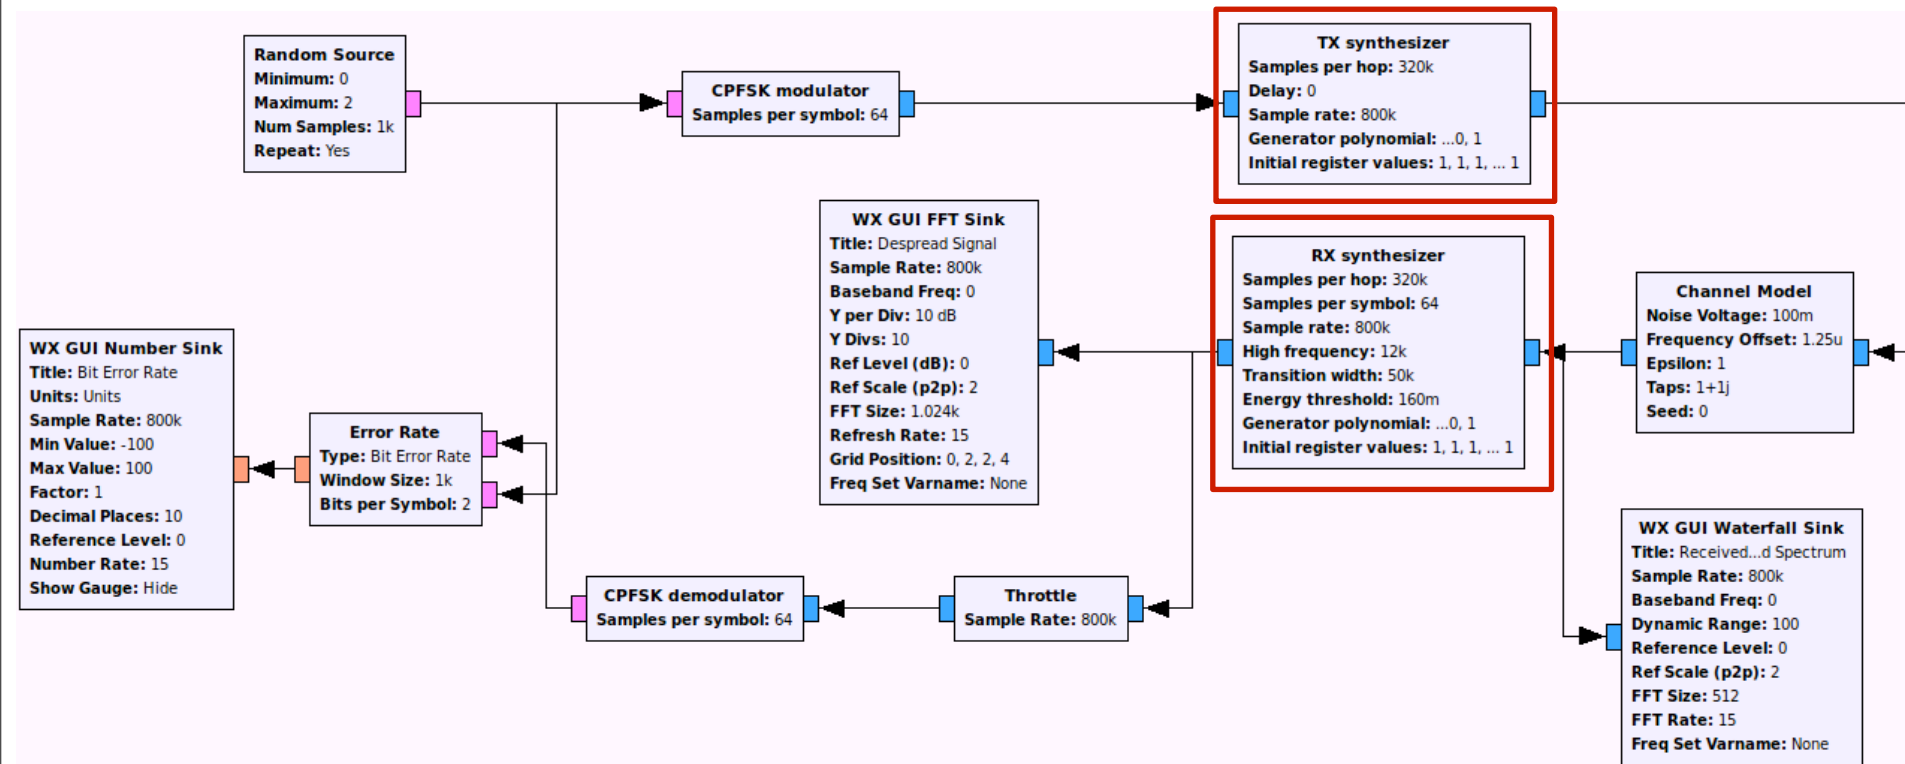 Random Source
Minimum: 0
Maximum: 2
Num Samples: 1k
Repeat: Yes
CPFSK modulator
Samples per symbol: 64
TX synthesizer
Samples per hop: 320k
Delay: 0
Sample rate: 800k
Generator polynomial: ...0, 1
Initial register values: 1, 1, 1, ... 1
WX GUI FFT Sink
Title: Despread Signal
Sample Rate: 800k
Baseband Freq: 0
Y per Div: 10 dB
Y Divs: 10
Ref Level (dB): 0
Ref Scale (p2p): 2
FFT Size: 1.024k
Refresh Rate: 15
Grid Position: 0, 2, 2, 4
Freq Set Varname: None
RX synthesizer
Samples per hop: 320k
Samples per symbol: 64
Sample rate: 800k
High frequency: 12k
Transition width: 50k
Energy threshold: 160m
Generator polynomial: ...0, 1
Initial register values: 1, 1, 1, ... 1
Channel Model
Noise Voltage: 100m
Frequency Offset: 1.25u
Epsilon: 1
Taps: 1+1j
Seed: 0
WX GUI Number Sink
Title: Bit Error Rate
Units: Units
Sample Rate: 800k
Min Value: -100
Max Value: 100
Factor: 1
Decimal Places: 10
Reference Level: 0
Number Rate: 15
Show Gauge: Hide
Error Rate
Type: Bit Error Rate
Window Size: 1k
Bits per Symbol: 2
CPFSK demodulator
Samples per symbol: 64
Throttle
Sample Rate: 800k
WX GUI Waterfall Sink
Title: Received...d Spectrum
Sample Rate: 800k
Baseband Freq: 0
Dynamic Range: 100
Reference Level: 0
Ref Scale (p2p): 2
FFT Size: 512
FFT Rate: 15
Freq Set Varname: None